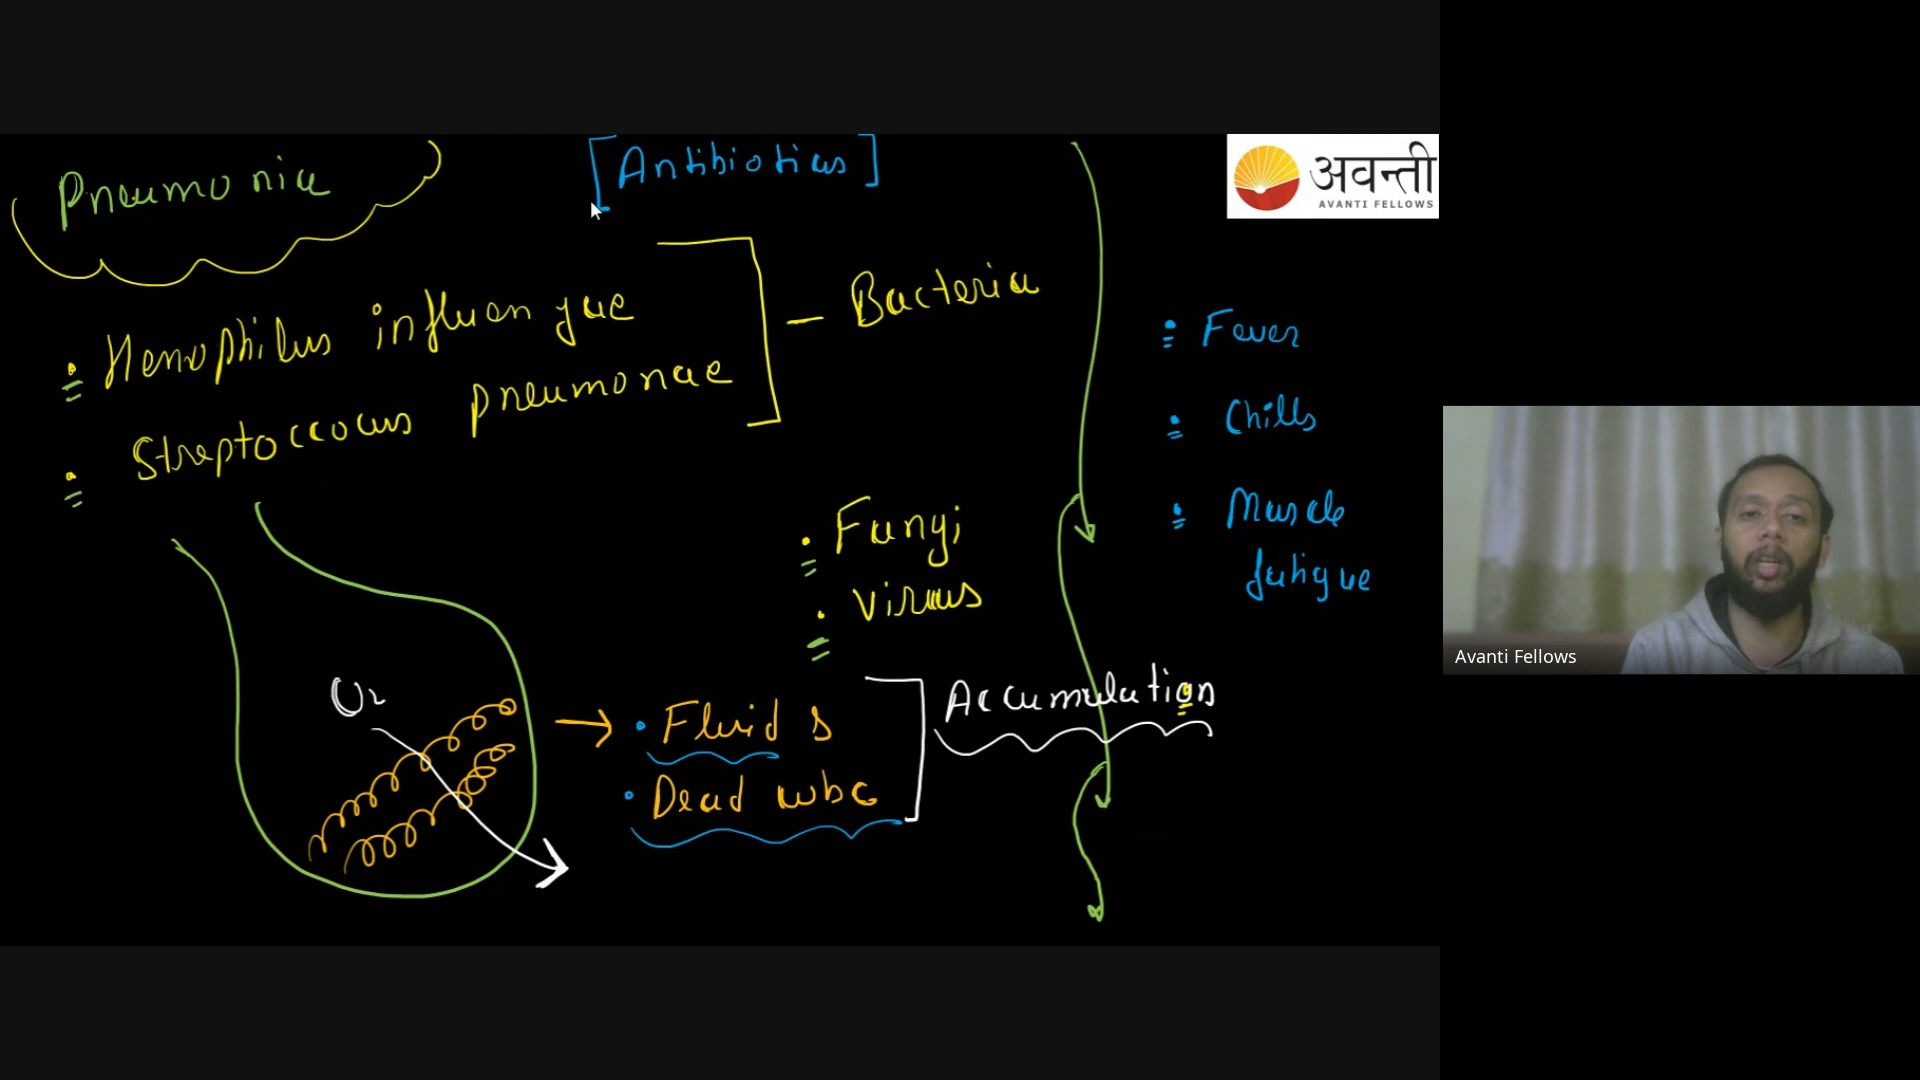 Pneumonia
[Antibiotics]
अवन्ती
AVANTI FELLOWS
Hemophilus influenzae
Streptoccocus pneumonae
- Bacteria
Fungi
Virus
O2
→ Fluids
Dead wbc
Accumulation
Fever
Chills
Muscle
fatigue
Avanti Fellows